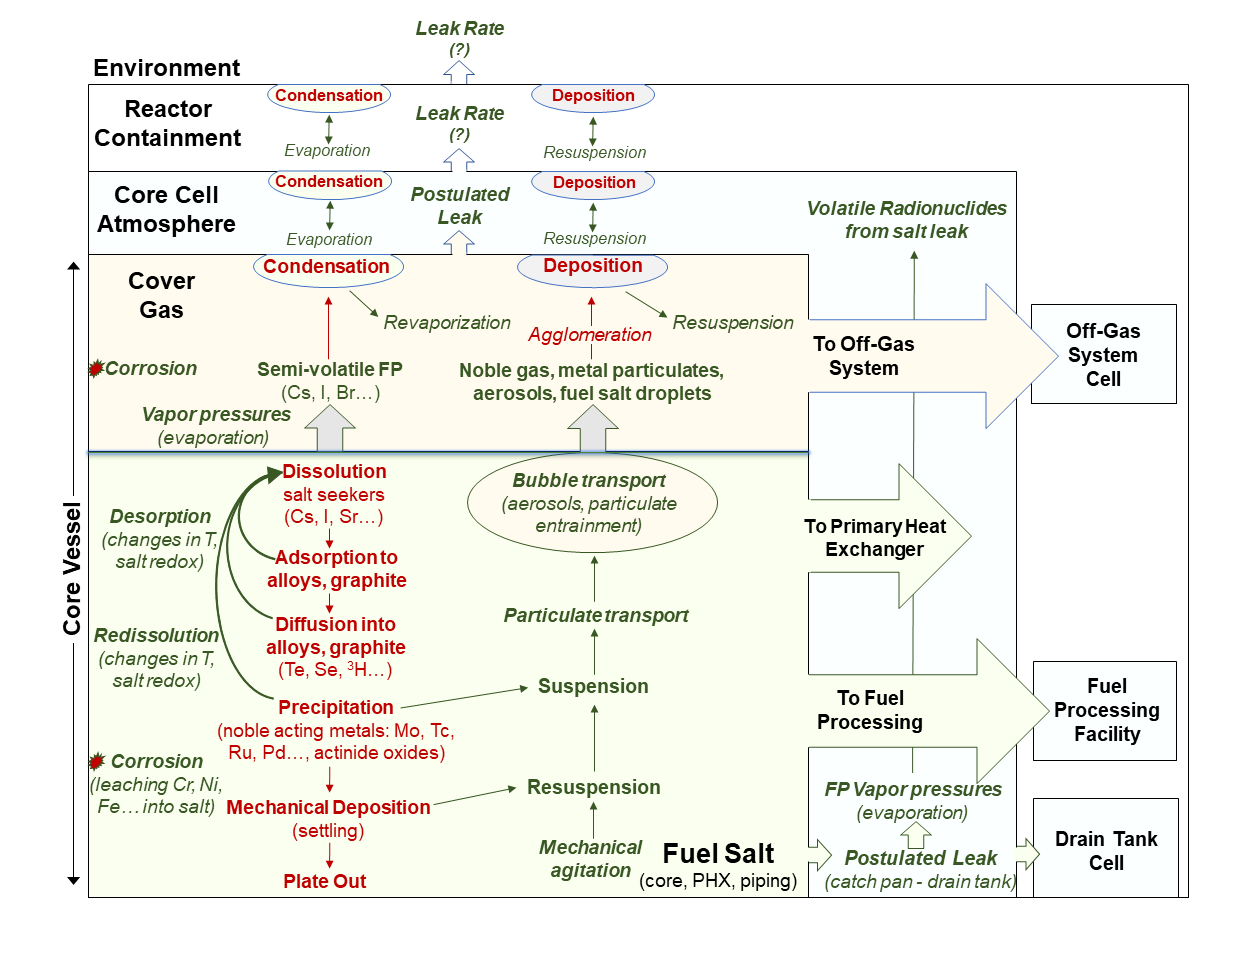 Leak Rate
(?)
Environment
Condensation
Deposition
Reactor
Containment
Leak Rate
(?)
Evaporation
Resuspension
Condensation
Deposition
Core Cell
Atmosphere
Postulated
Leak
Evaporation
Resuspension
Volatile Radionuclides
from salt leak
Cover
Gas
Condensation
Deposition
Revaporization
Resuspension
Agglomeration
Corrosion
Semi-volatile FP
(Cs, I, Br…)
Noble gas, metal particulates,
aerosols, fuel salt droplets
Vapor pressures
(evaporation)
To Off-Gas
System
Off-Gas
System
Cell
Core Vessel
Dissolution
salt seekers
(Cs, I, Sr…)
Bubble transport
(aerosols, particulate
entrainment)
Desorption
(changes in T,
salt redox)
Adsorption to
alloys, graphite
To Primary Heat
Exchanger
Diffusion into
alloys, graphite
(Te, Se, ³H…)
Particulate transport
Redissolution
(changes in T,
salt redox)
Suspension
Precipitation
(noble acting metals: Mo, Tc,
Ru, Pd…, actinide oxides)
To Fuel
Processing
Fuel
Processing
Facility
Corrosion
(leaching Cr, Ni,
Fe… into salt)
Resuspension
Mechanical Deposition
(settling)
FP Vapor pressures
(evaporation)
Mechanical
agitation
Plate Out
Fuel Salt
(core, PHX, piping)
Postulated Leak
(catch pan - drain tank)
Drain Tank
Cell